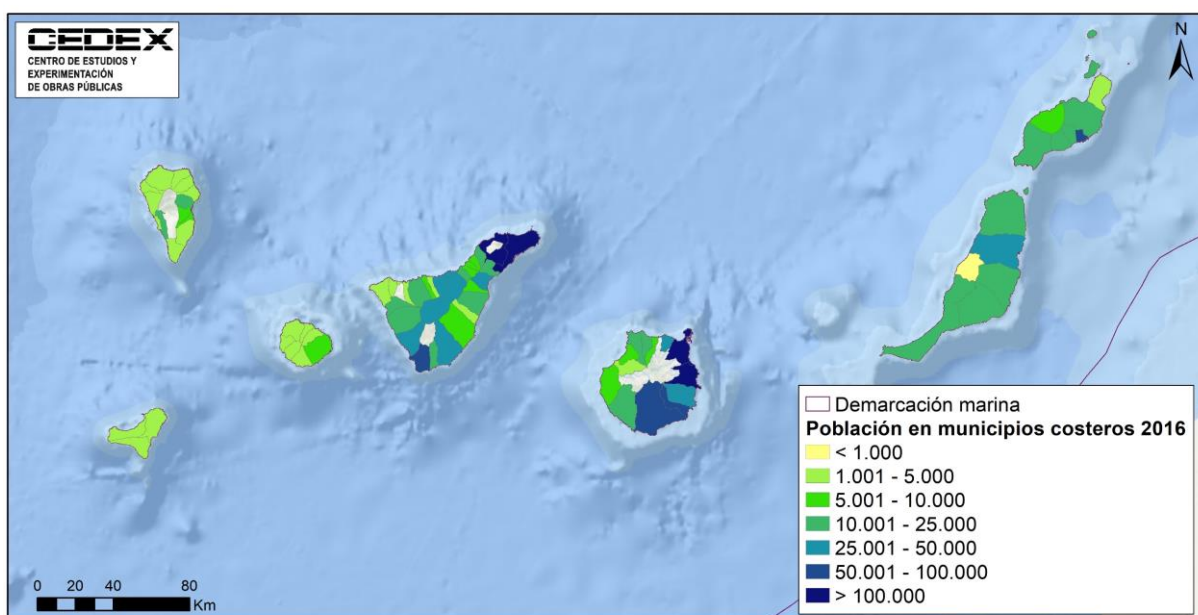 CEDEX
CENTRO DE ESTUDIOS Y
EXPERIMENTACIÓN
DE OBRAS PÚBLICAS
N
Demarcación marina
Población en municipios costeros 2016
< 1.000
1.001 - 5.000
5.001 - 10.000
10.001 - 25.000
25.001 - 50.000
50.001 - 100.000
> 100.000
0 20 40 80
Km